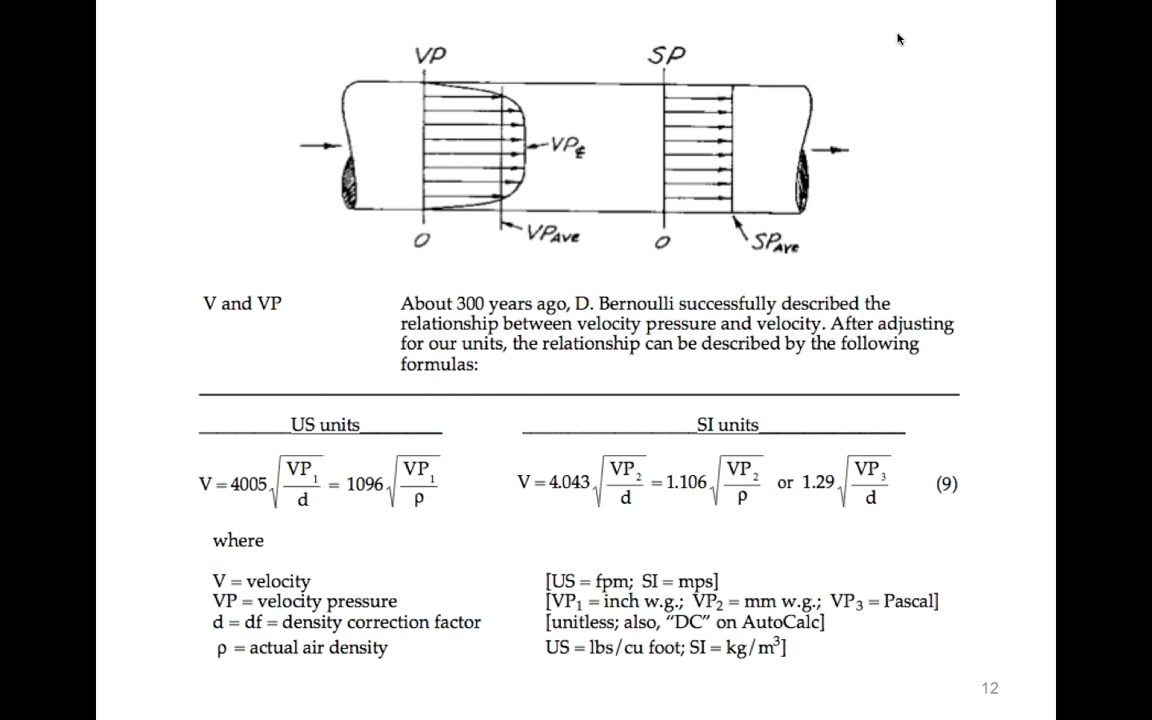 VP
SP
VP℄
VPAVE
SPAVE
O
O
V and VP
About 300 years ago, D. Bernoulli successfully described the
relationship between velocity pressure and velocity. After adjusting
for our units, the relationship can be described by the following
formulas:
US units
SI units
V = 4005 √(VP₁/d) = 1096 √(VP₁/ρ)
V = 4.043 √(VP₂/d) = 1.106 √(VP₂/ρ) or 1.29 √(VP₃/d) (9)
where
V = velocity [US = fpm; SI = mps]
VP = velocity pressure [VP₁ = inch w.g.; VP₂ = mm w.g.; VP₃ = Pascal]
d = df = density correction factor [unitless; also, “DC” on AutoCalc]
ρ = actual air density US = lbs/cu foot; SI = kg/m³]
12